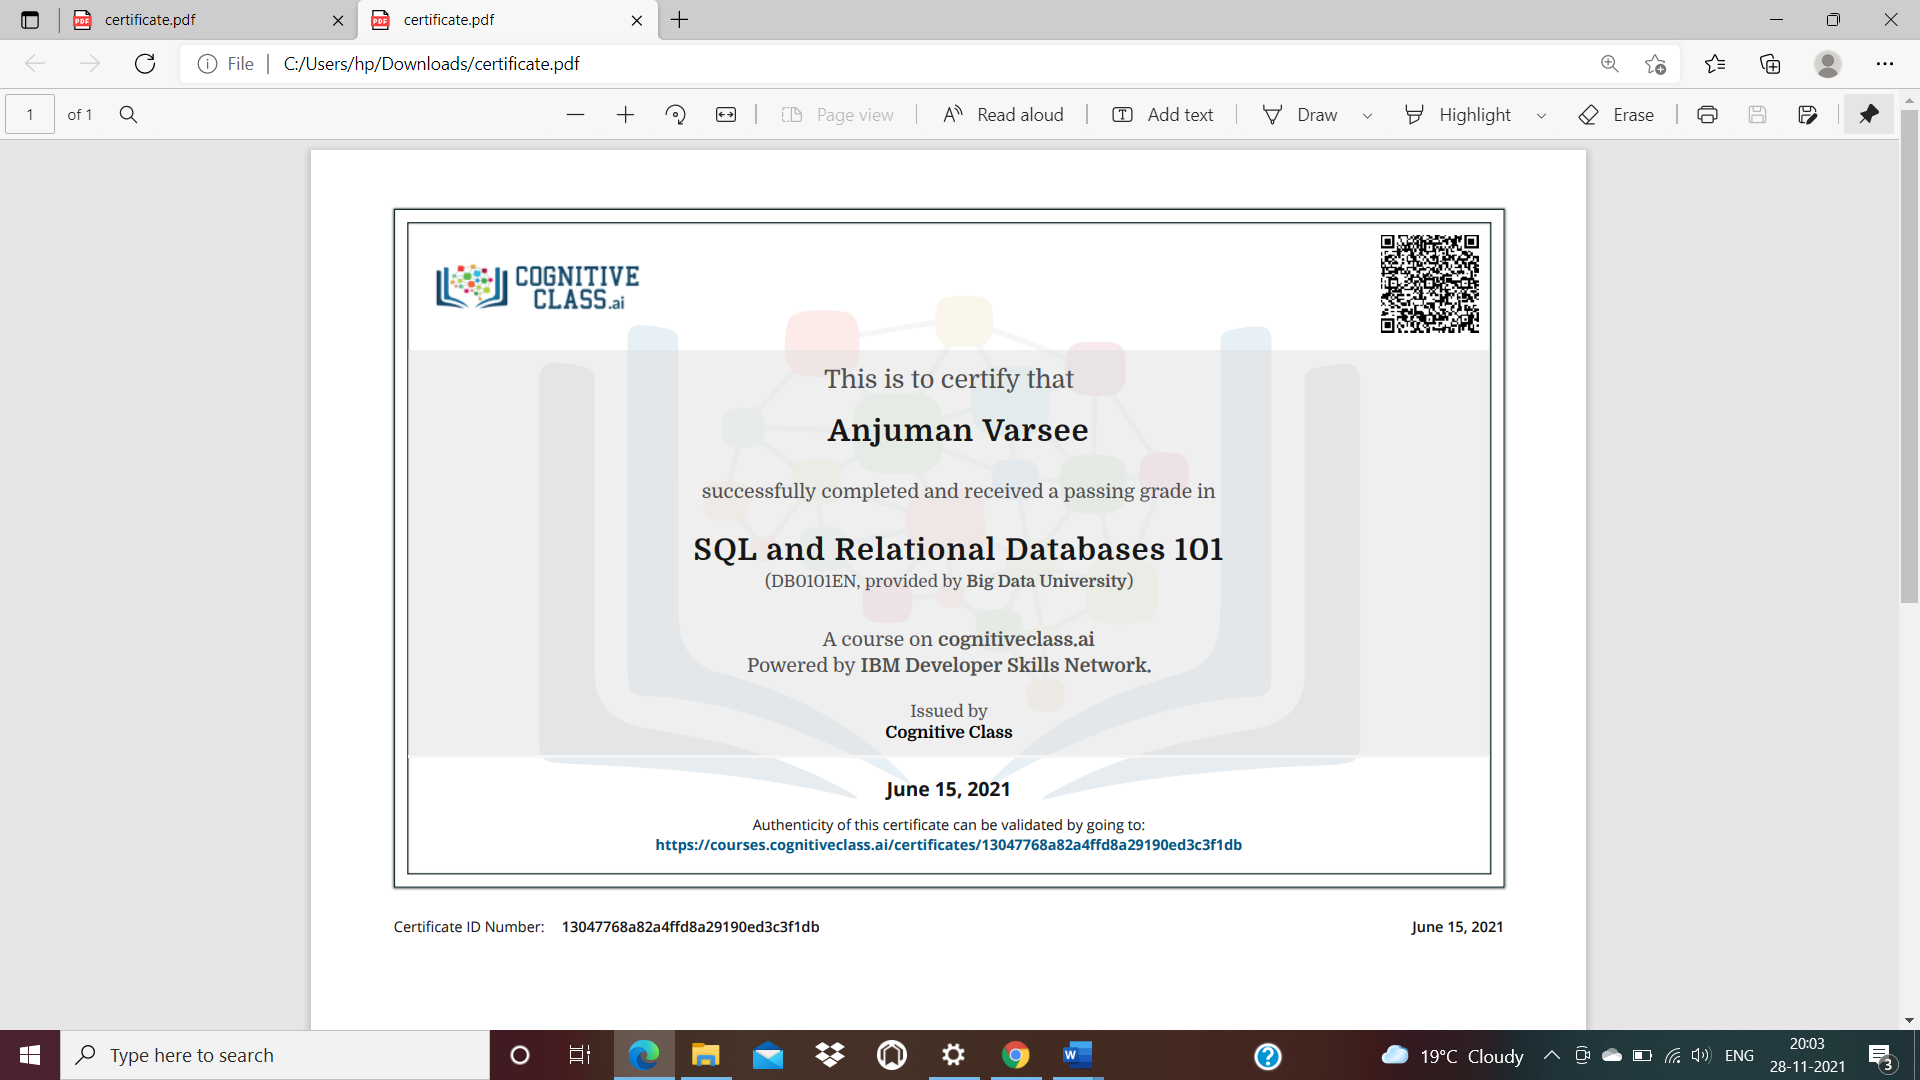 certificate.pdf
certificate.pdf
File
C:/Users/hp/Downloads/certificate.pdf
1 of 1
Page view
Read aloud
Add text
Draw
Highlight
Erase
COGNITIVE
CLASS.ai
This is to certify that
Anjuman Varsee
successfully completed and received a passing grade in
SQL and Relational Databases 101
(DB0101EN, provided by Big Data University)
A course on cognitiveclass.ai
Powered by IBM Developer Skills Network.
Issued by
Cognitive Class
June 15, 2021
Authenticity of this certificate can be validated by going to:
https://courses.cognitiveclass.ai/certificates/13047768a82a4ffd8a29190ed3c3f1db
Certificate ID Number: 13047768a82a4ffd8a29190ed3c3f1db
June 15, 2021
Type here to search
19°C Cloudy
ENG
20:03
28-11-2021
3